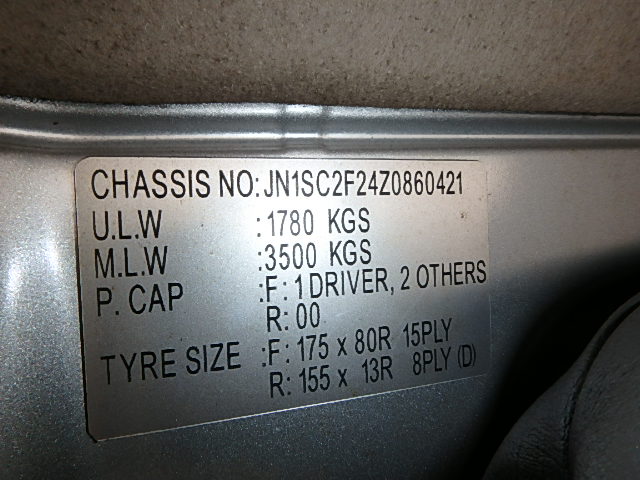 CHASSIS NO: JN1SC2F24Z0860421
U.L.W :1780 KGS
M.L.W :3500 KGS
P. CAP :F: 1 DRIVER, 2 OTHERS
R: 00
TYRE SIZE :F: 175 x 80R 15PLY
R: 155 x 13R 8PLY (D)